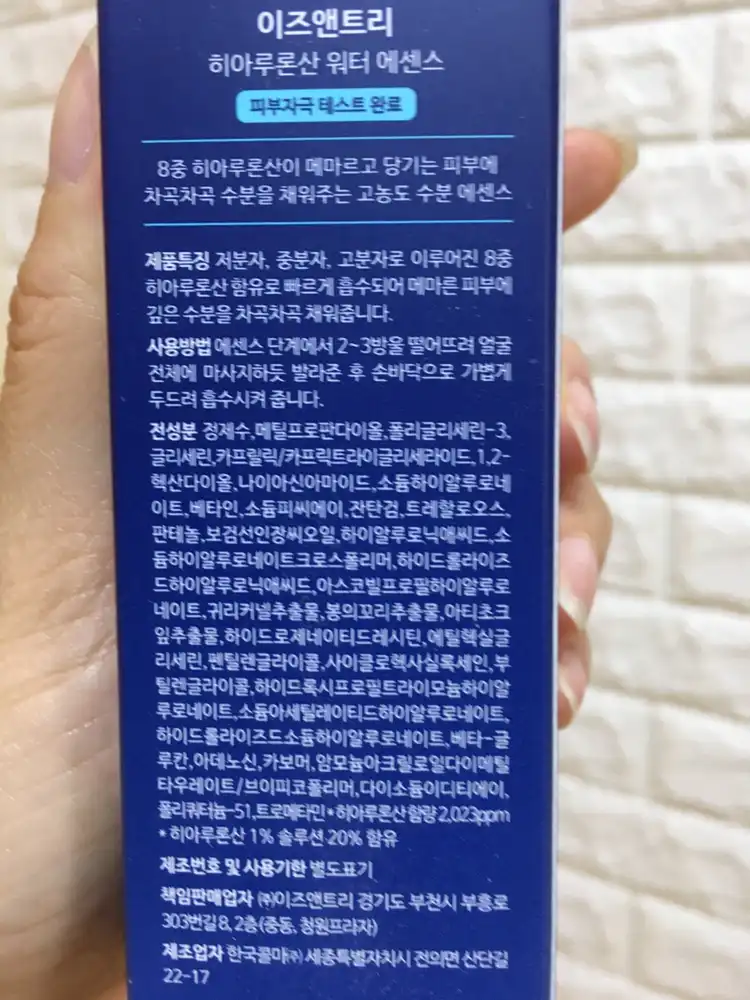 이즈앤트리
히아루론산 워터 에센스
피부자극 테스트 완료
8중 히아루론산이 메마르고 당기는 피부에
차곡차곡 수분을 채워주는 고농도 수분 에센스
제품특징 저분자, 중분자, 고분자로 이루어진 8중
히아루론산 함유로 빠르게 흡수되어 메마른 피부에
깊은 수분을 차곡차곡 채워줍니다.
사용방법 에센스 단계에서 2~3방울 떨어뜨려 얼굴
전체에 마사지하듯 발라준 후 손바닥으로 가볍게
두드려 흡수시켜 줍니다.
전성분 정제수,메틸프로판다이올,폴리글리세린-3,
글리세린,카프릴릭/카프릭트라이글리세라이드,1,2-
헥산다이올,나이아신아마이드,소듐하이알루로네
이트,베타인,소듐피씨에이,잔탄검,트레할로오스,
판테놀,보검선인장씨오일,하이알루로닉애씨드,소
듐하이알루로네이트크로스폴리머,하이드롤라이즈
드하이알루로닉애씨드,아스코빌프로필하이알루로
네이트,귀리커넬추출물,봉의꼬리추출물,아티초크
잎추출물,하이드로제네이티드레시틴,에틸헥실글
리세린,펜틸렌글라이콜,사이클로헥사실록세인,부
틸렌글라이콜,하이드록시프로필트라이모늄하이알
루로네이트,소듐아세틸레이티드하이알루로네이트,
하이드롤라이즈드소듐하이알루로네이트,베타-글
루칸,아데노신,카보머,암모늄아크릴로일다이메틸
타우레이트/브이피코폴리머,다이소듐이디티에이,
폴리쿼터늄-51,트로메타민 *히아루론산 함량 2,023ppm
* 히아루론산 1% 솔루션 20% 함유
제조번호 및 사용기한 별도표기
책임판매업자 ㈜이즈앤트리 경기도 부천시 부흥로
303번길 8, 2층(중동, 청원프라자)
제조업자 한국콜마㈜ 세종특별자치시 전의면 산단길
22-17